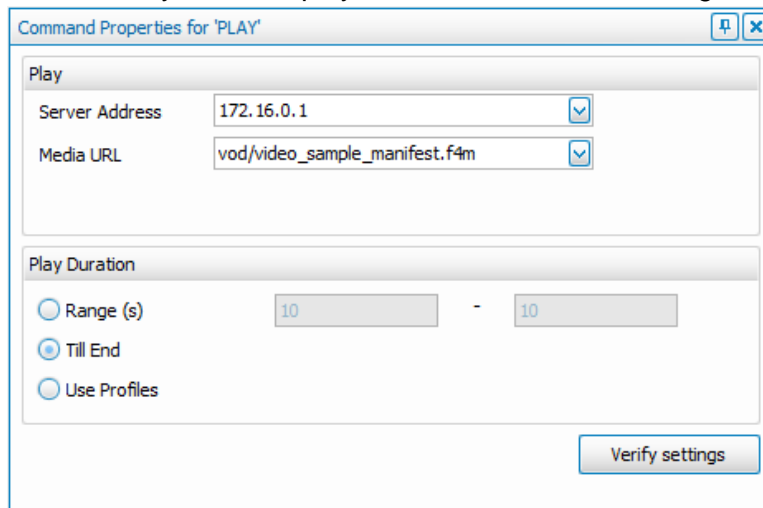 Command Properties for 'PLAY'
Play
Server Address 172.16.0.1
Media URL vod/video_sample_manifest.f4m
Play Duration
Range (s) 10 - 10
Till End
Use Profiles
Verify settings